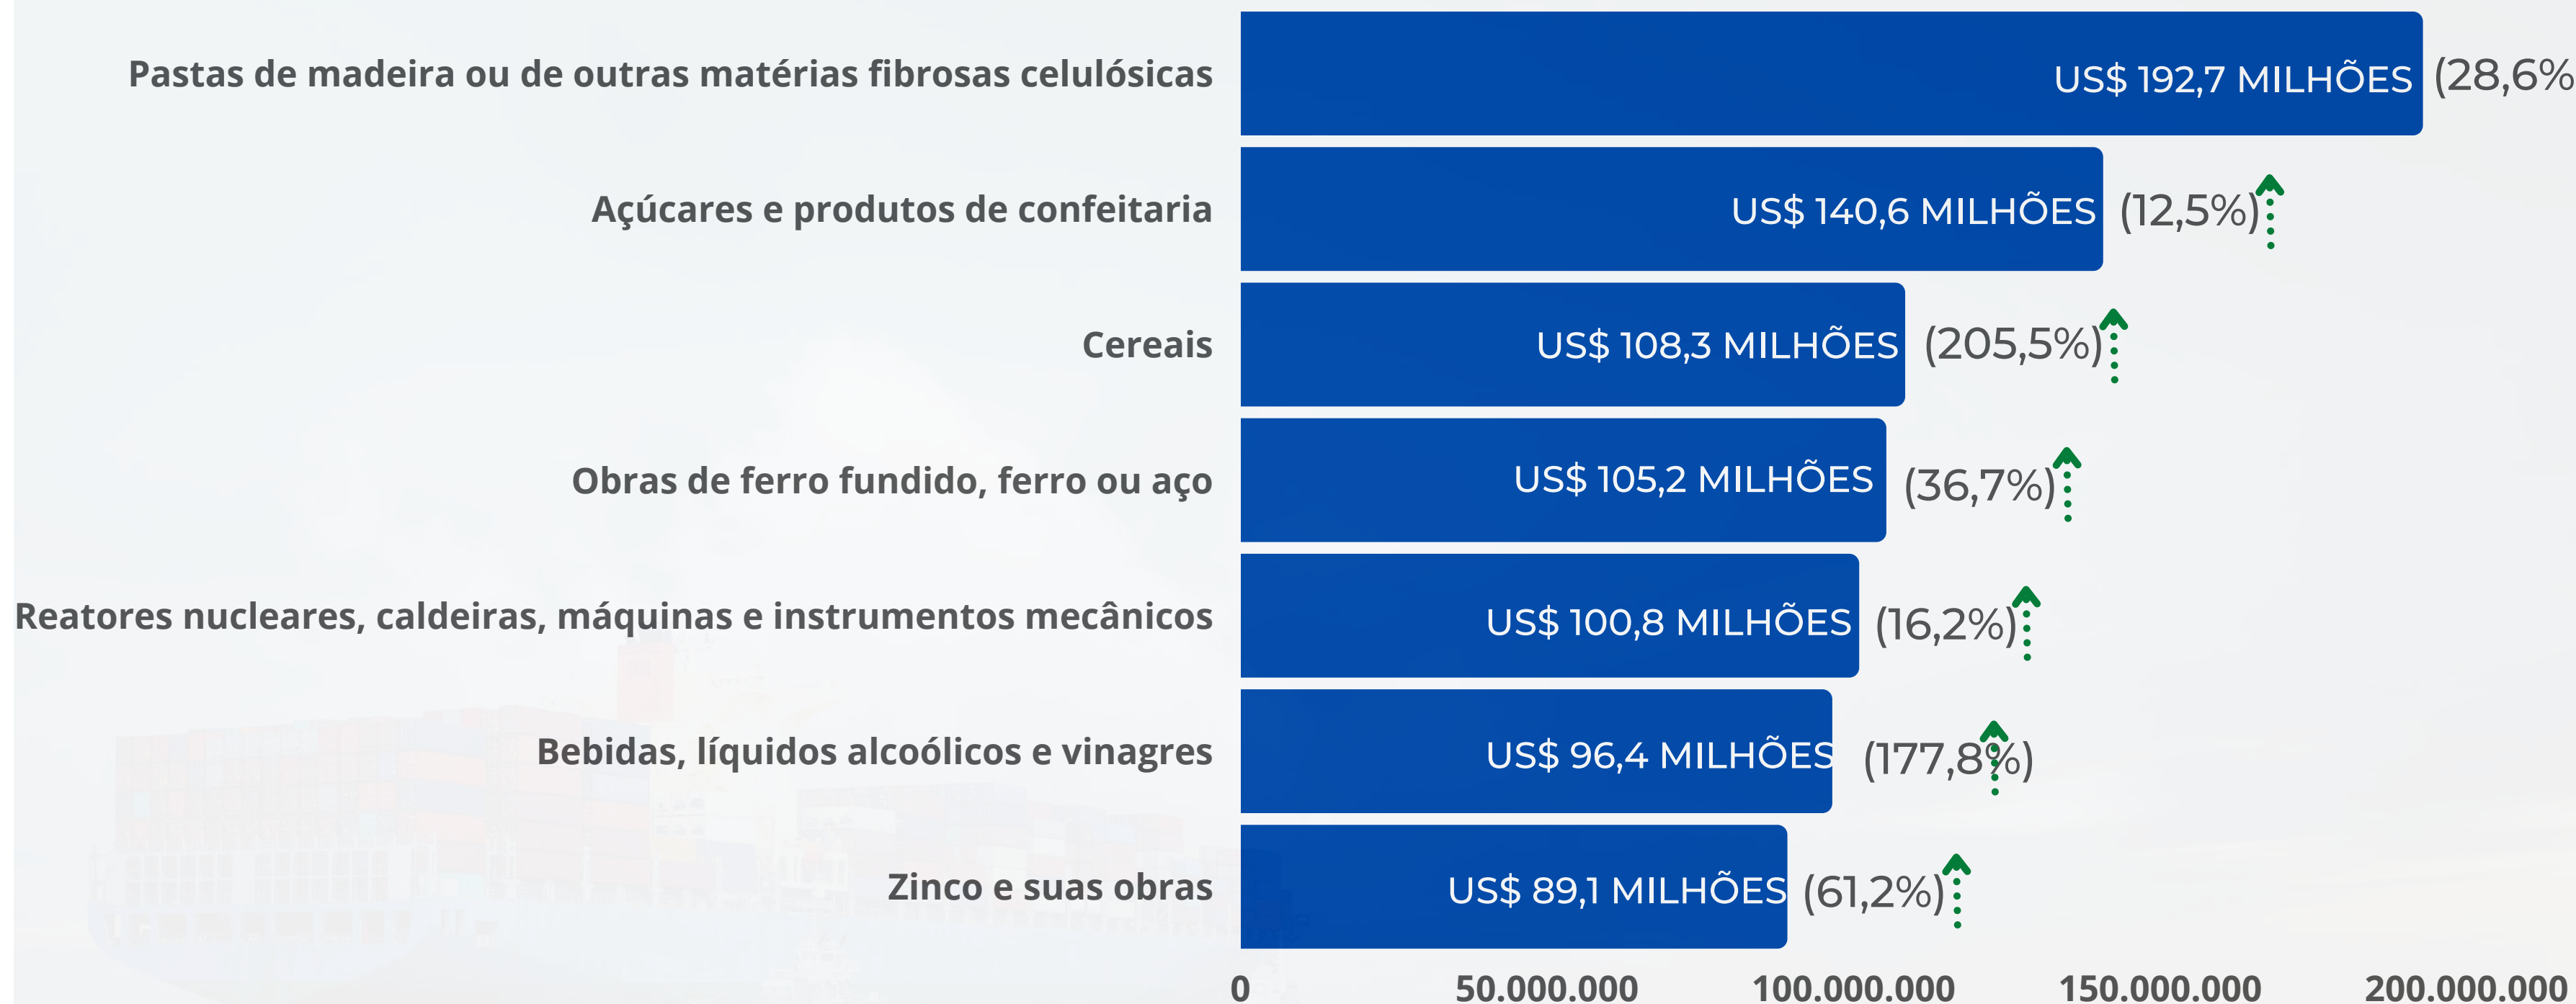 Pastas de madeira ou de outras matérias fibrosas celulósicas US$ 192,7 MILHÕES (28,6%
Açúcares e produtos de confeitaria US$ 140,6 MILHÕES (12,5%)
Cereais US$ 108,3 MILHÕES (205,5%)
Obras de ferro fundido, ferro ou aço US$ 105,2 MILHÕES (36,7%)
Reatores nucleares, caldeiras, máquinas e instrumentos mecânicos US$ 100,8 MILHÕES (16,2%)
Bebidas, líquidos alcoólicos e vinagres US$ 96,4 MILHÕES (177,8%)
Zinco e suas obras US$ 89,1 MILHÕES (61,2%)
0 50.000.000 100.000.000 150.000.000 200.000.000